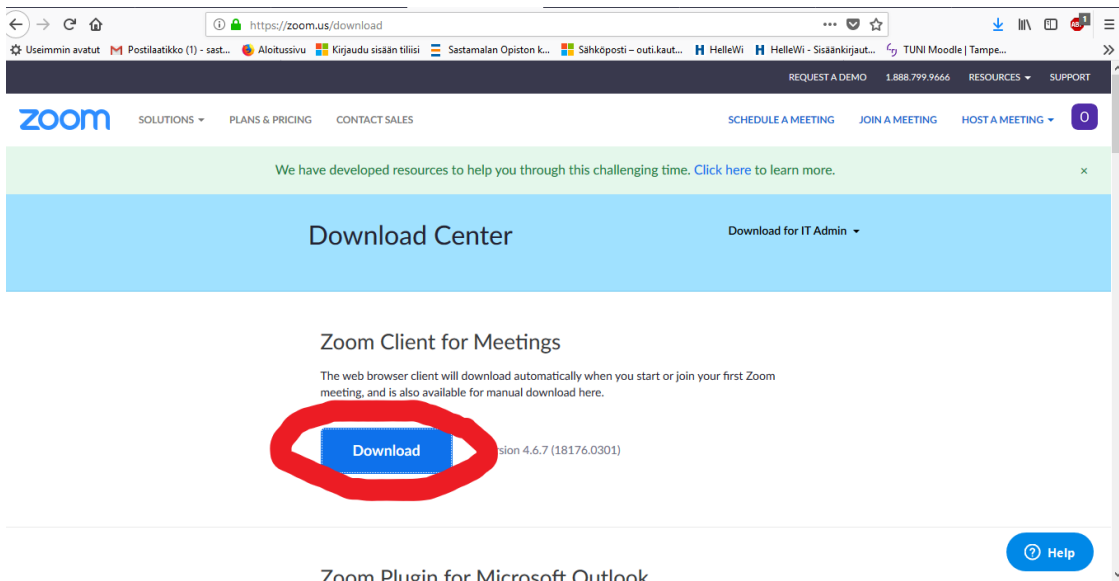 https://zoom.us/download
Useimmin avatut Postilaatikko (1) - sast... Aloitussivu Kirjaudu sisään tiliisi Sastamalan Opiston k... Sähköposti – outi.kaut... HelleWi HelleWi - Sisäänkirjaut... TUNI Moodle | Tampe...
REQUEST A DEMO 1.888.799.9666 RESOURCES SUPPORT
zoom SOLUTIONS PLANS & PRICING CONTACT SALES SCHEDULE A MEETING JOIN A MEETING HOST A MEETING O
We have developed resources to help you through this challenging time. Click here to learn more. ×
Download Center Download for IT Admin
Zoom Client for Meetings
The web browser client will download automatically when you start or join your first Zoom
meeting, and is also available for manual download here.
Download sion 4.6.7 (18176.0301)
Help
Zoom Plugin for Microsoft Outlook